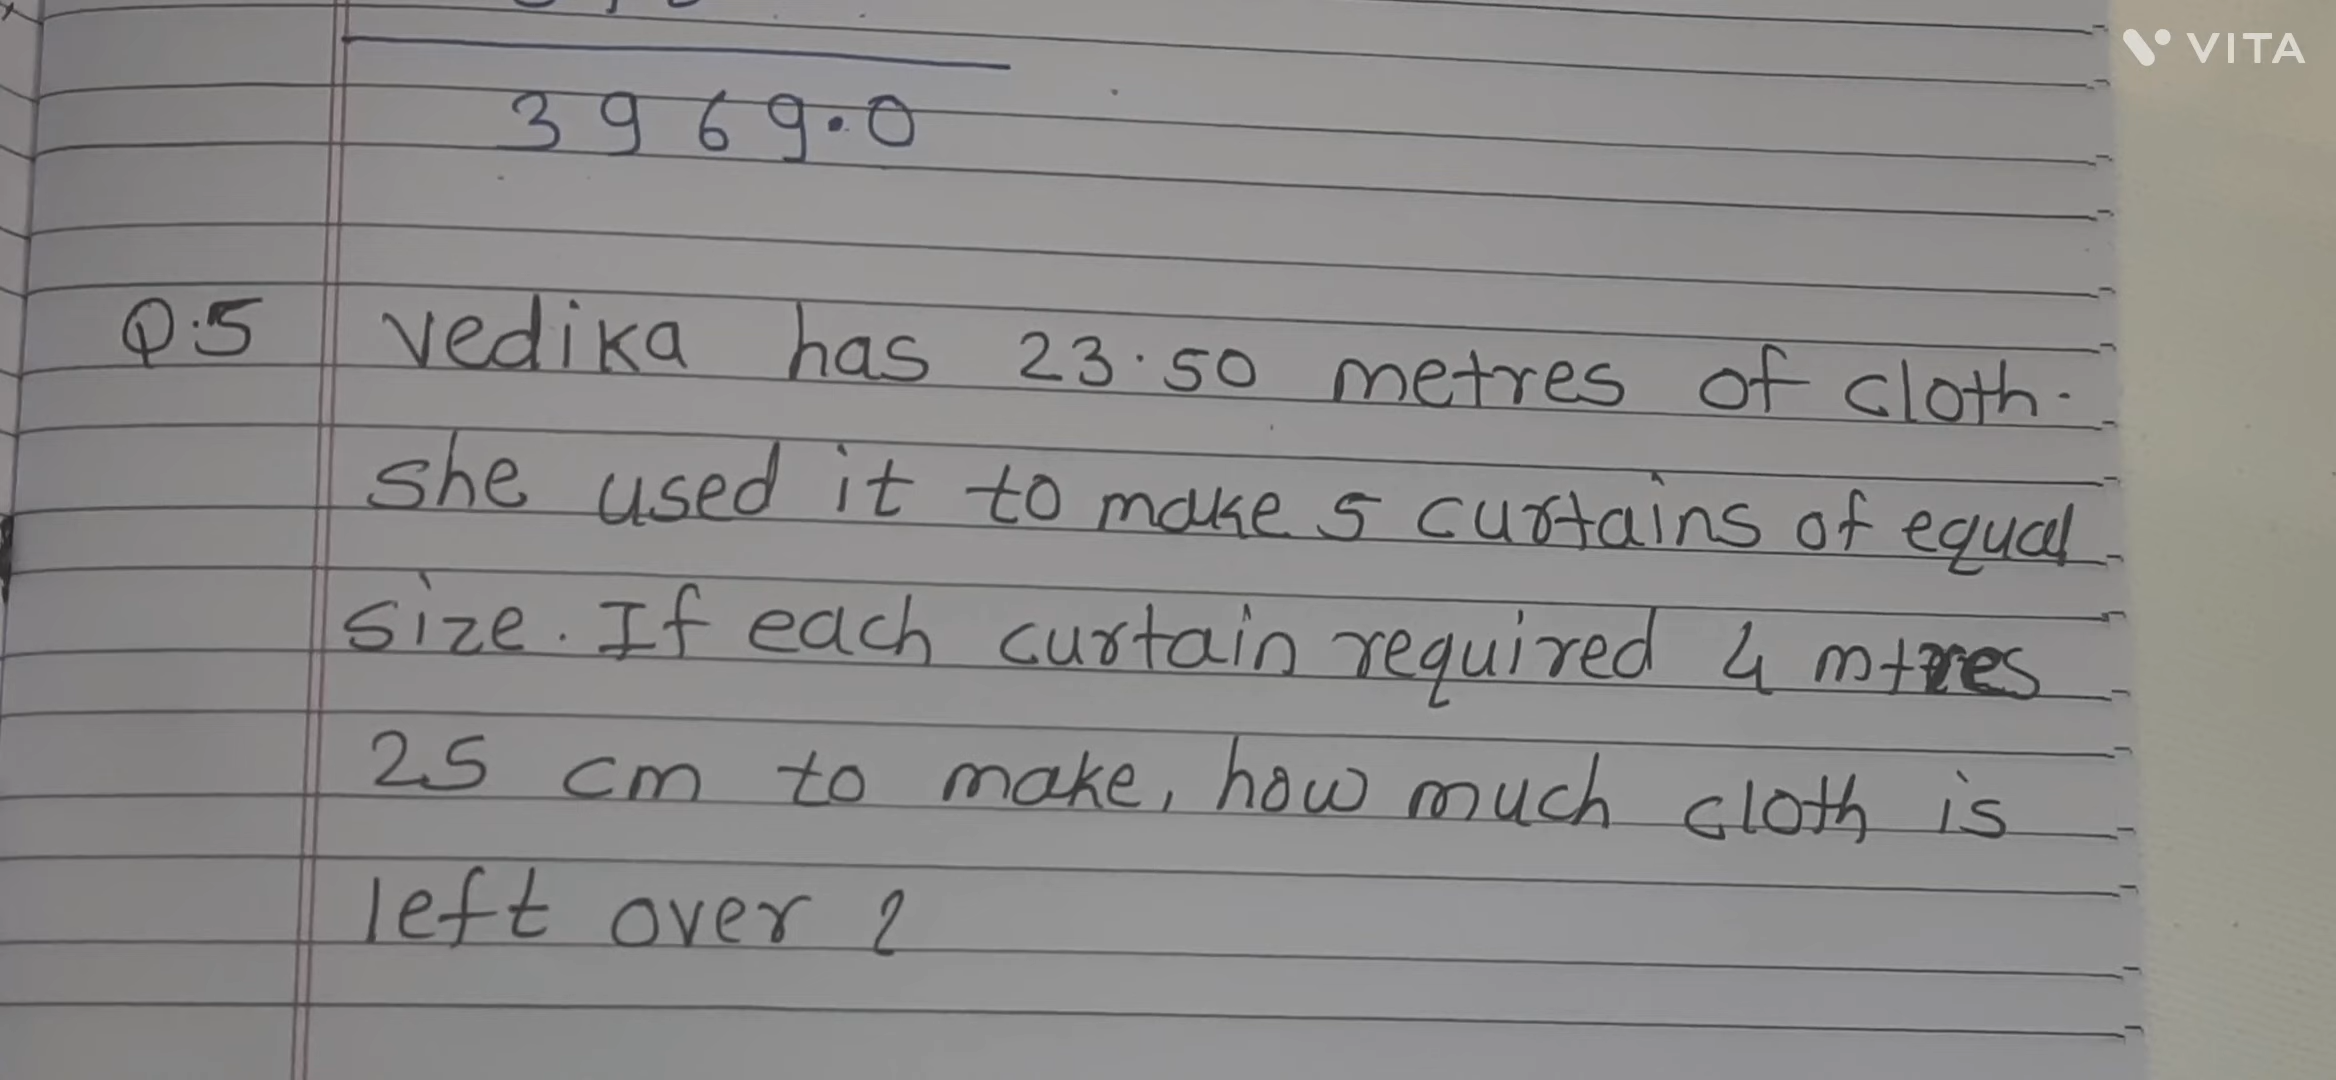 3969.0
VITA
Q.5 Vedika has 23.50 metres of cloth.
she used it to make 5 curtains of equal
size. If each curtain required 4 mtres
25 cm to make, how much cloth is
left over ?